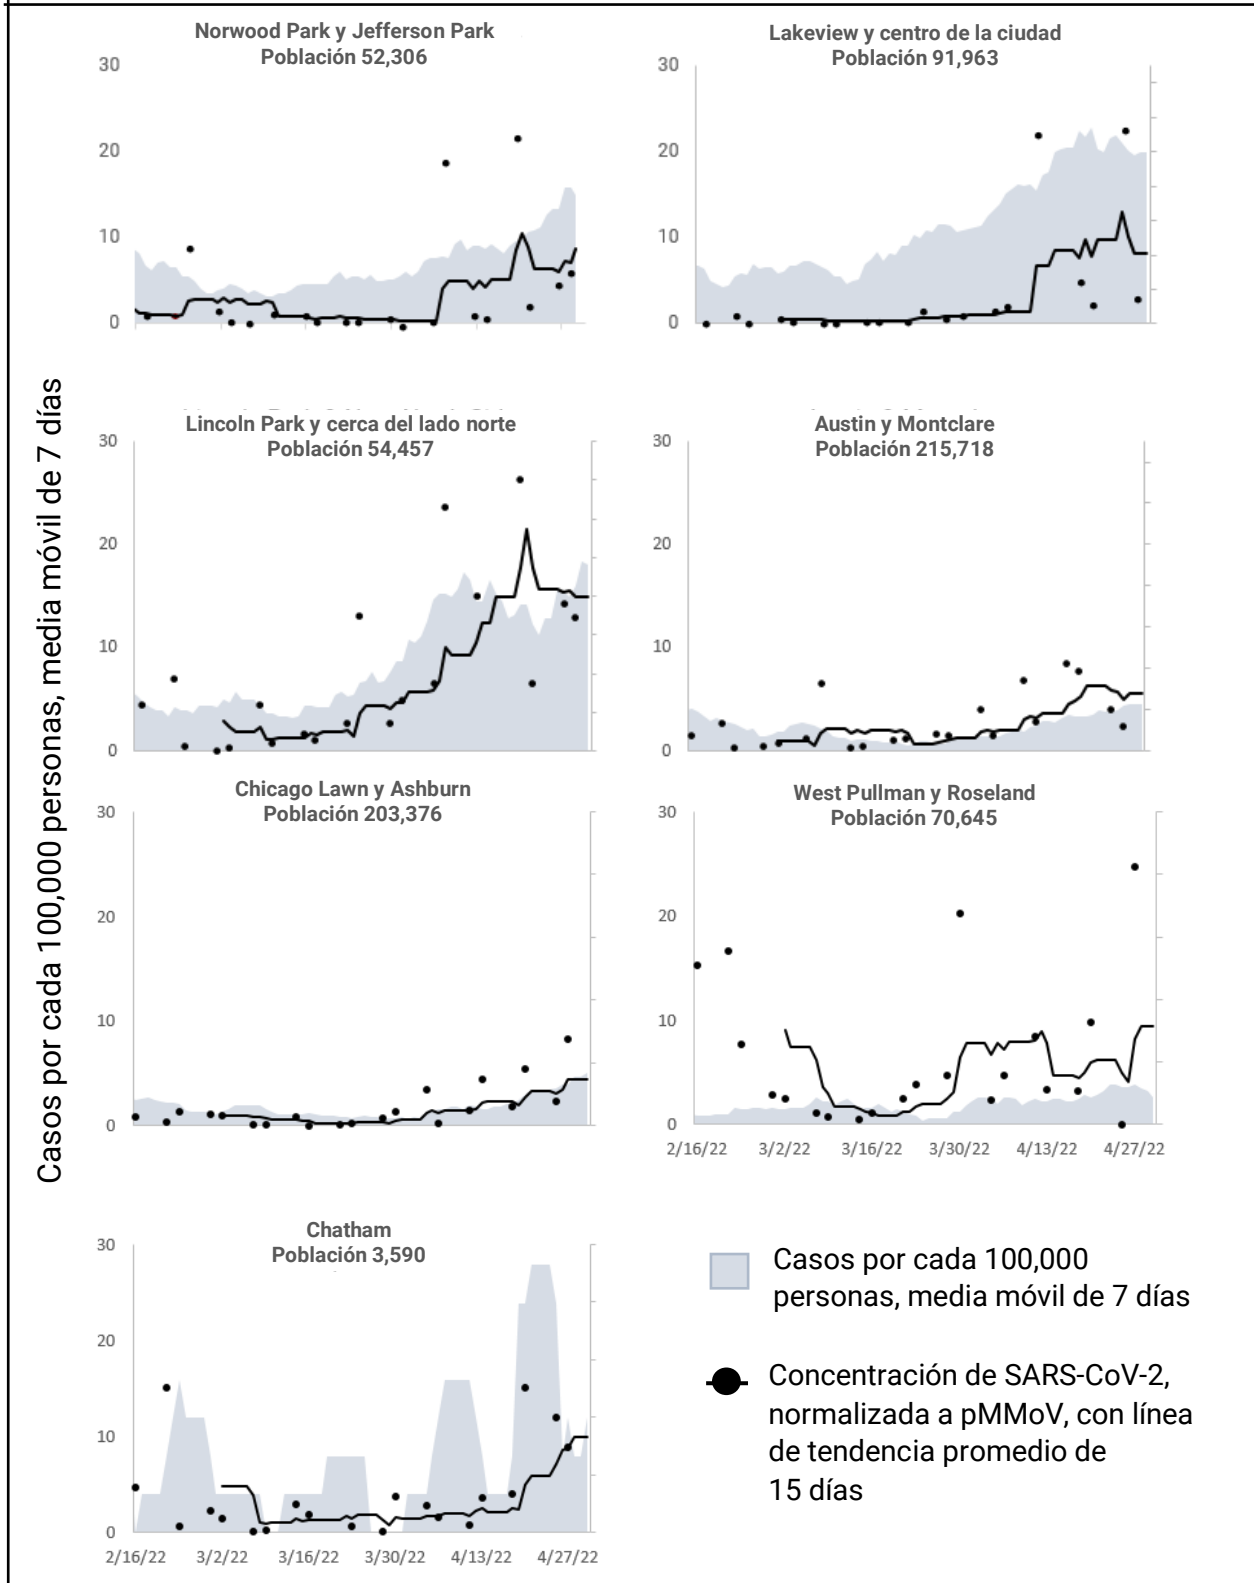 Casos por cada 100,000 personas, media móvil de 7 días
Norwood Park y Jefferson Park
Población 52,306
30
20
10
0
Lakeview y centro de la ciudad
Población 91,963
30
20
10
0
Lincoln Park y cerca del lado norte
Población 54,457
30
20
10
0
Austin y Montclare
Población 215,718
30
20
10
0
Chicago Lawn y Ashburn
Población 203,376
30
20
10
0
West Pullman y Roseland
Población 70,645
30
20
10
0
2/16/22 3/2/22 3/16/22 3/30/22 4/13/22 4/27/22
Chatham
Población 3,590
30
20
10
0
2/16/22 3/2/22 3/16/22 3/30/22 4/13/22 4/27/22
Casos por cada 100,000
personas, media móvil de 7 días
Concentración de SARS-CoV-2,
normalizada a pMMoV, con línea
de tendencia promedio de
15 días